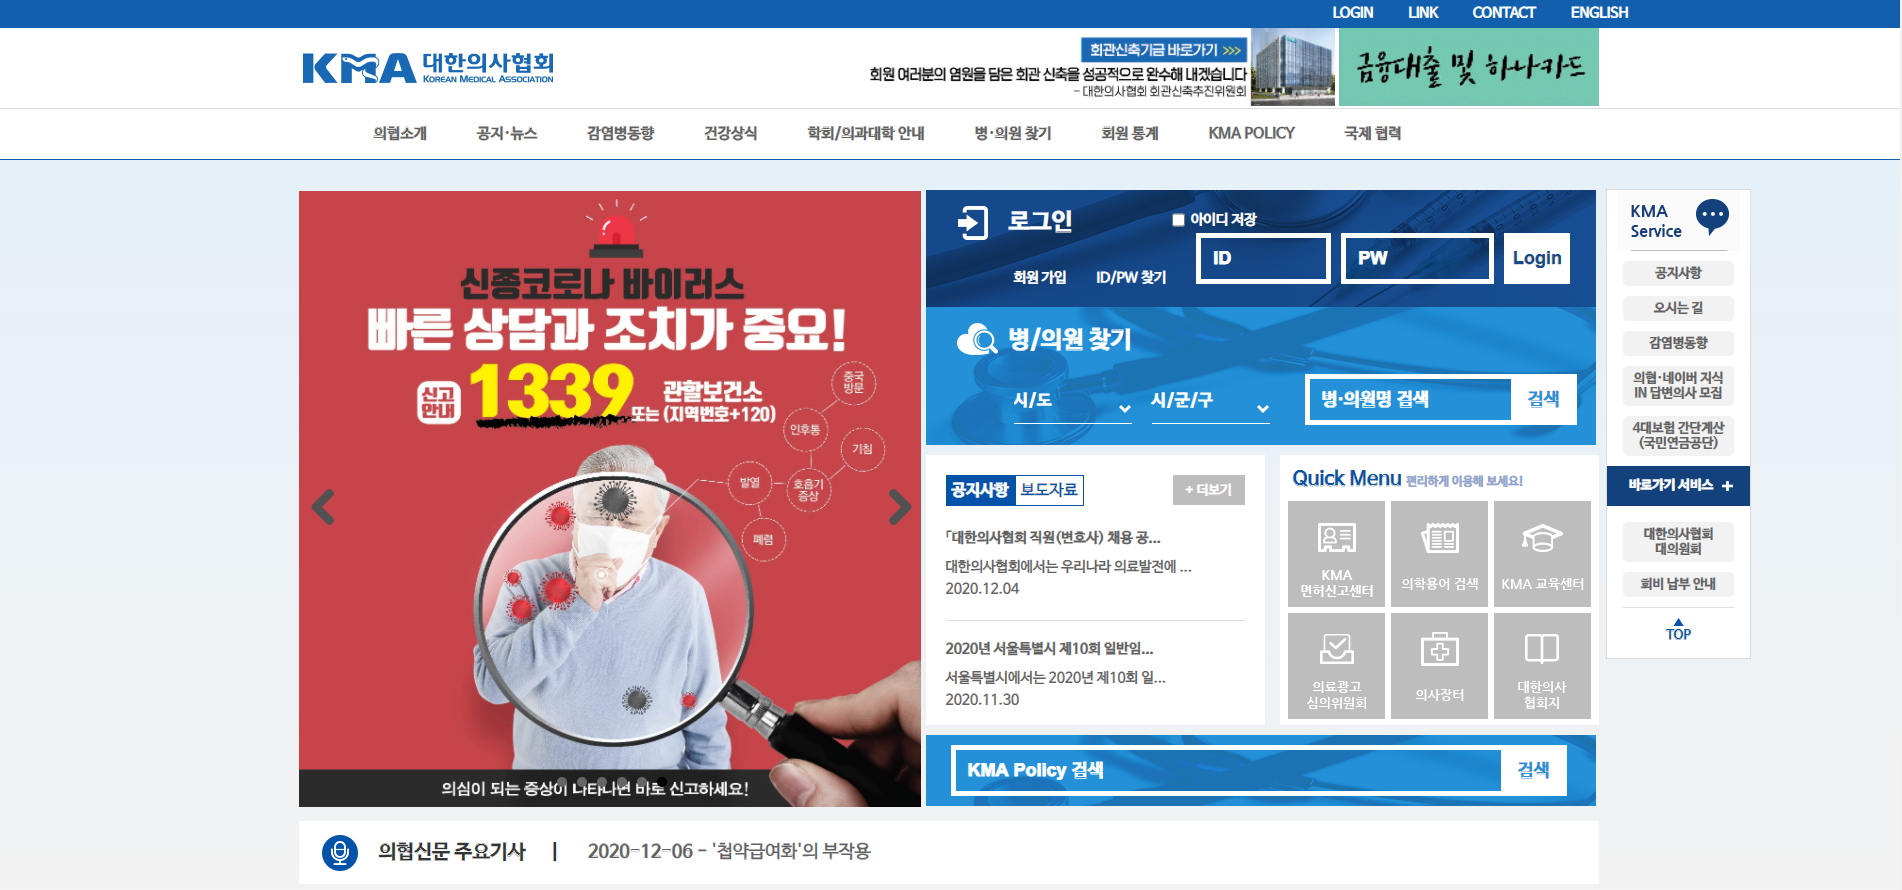 LOGIN LINK CONTACT ENGLISH
KMA 대한의사협회
KOREAN MEDICAL ASSOCIATION
회관신축기금 바로가기 >>>
회원 여러분의 염원을 담은 회관 신축을 성공적으로 완수해 내겠습니다
- 대한의사협회 회관신축추진위원회
금융대출 및 하나카드
의협소개 공지·뉴스 감염병동향 건강상식 학회/의과대학 안내 병·의원 찾기 회원 통계 KMA POLICY 국제 협력
신종코로나 바이러스
빠른 상담과 조치가 중요!
신고
안내
1339
관할보건소
또는 (지역번호+120)
중국
방문
인후통
기침
발열
호흡기
증상
폐렴
의심이 되는 증상이 나타나면 바로 신고하세요!
로그인
아이디 저장
ID
PW
Login
회원 가입 ID/PW 찾기
병/의원 찾기
시/도
시/군/구
병·의원명 검색
검색
공지사항 보도자료
+ 더보기
「대한의사협회 직원(변호사) 채용 공...
대한의사협회에서는 우리나라 의료발전에 ...
2020.12.04
2020년 서울특별시 제10회 일반임...
서울특별시에서는 2020년 제10회 일...
2020.11.30
Quick Menu 편리하게 이용해 보세요!
KMA
면허신고센터
의학용어 검색
KMA 교육센터
의료광고
심의위원회
의사장터
대한의사
협회지
KMA Policy 검색
검색
KMA
Service
공지사항
오시는 길
감염병동향
의협·네이버 지식
IN 답변의사 모집
4대보험 간단계산
(국민연금공단)
바로가기 서비스 +
대한의사협회
대의원회
회비 납부 안내
TOP
의협신문 주요기사 | 2020-12-06 - '첩약급여화'의 부작용